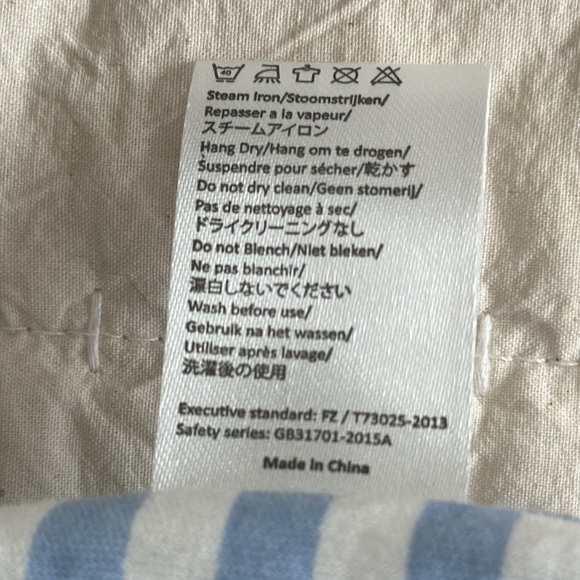 40
Steam Iron/Stoomstrijken/
Repasser a la vapeur/
スチームアイロン
Hang Dry/Hang om te drogen/
Suspendre pour sécher/乾かす
Do not dry clean/Geen stomerij/
Pas de nettoyage à sec/
ドライクリーニングなし
Do not Blench/Niet bleken/
Ne pas blanchir/
漂白しないでください
Wash before use/
Gebruik na het wassen/
Utiliser après lavage/
洗濯後の使用
Executive standard: FZ / T73025-2013
Safety series: GB31701-2015A
Made in China